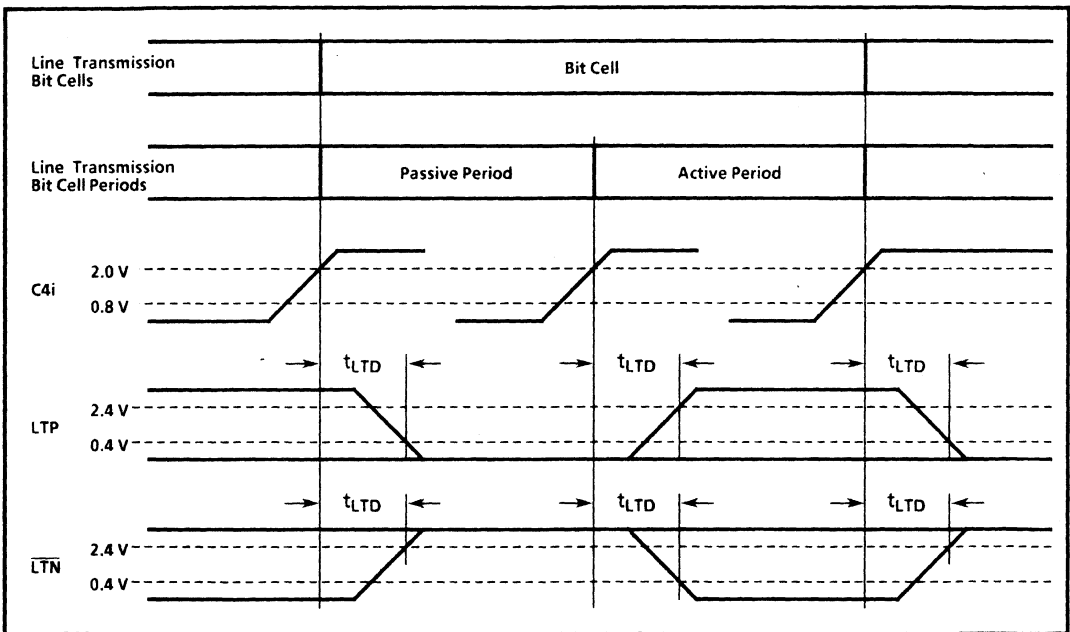 Line Transmission
Bit Cells
Bit Cell
Line Transmission
Bit Cell Periods
Passive Period
Active Period
C4i
2.0 V
0.8 V
tLTD
tLTD
tLTD
LTP
2.4 V
0.4 V
tLTD
tLTD
tLTD
LTN
2.4 V
0.4 V